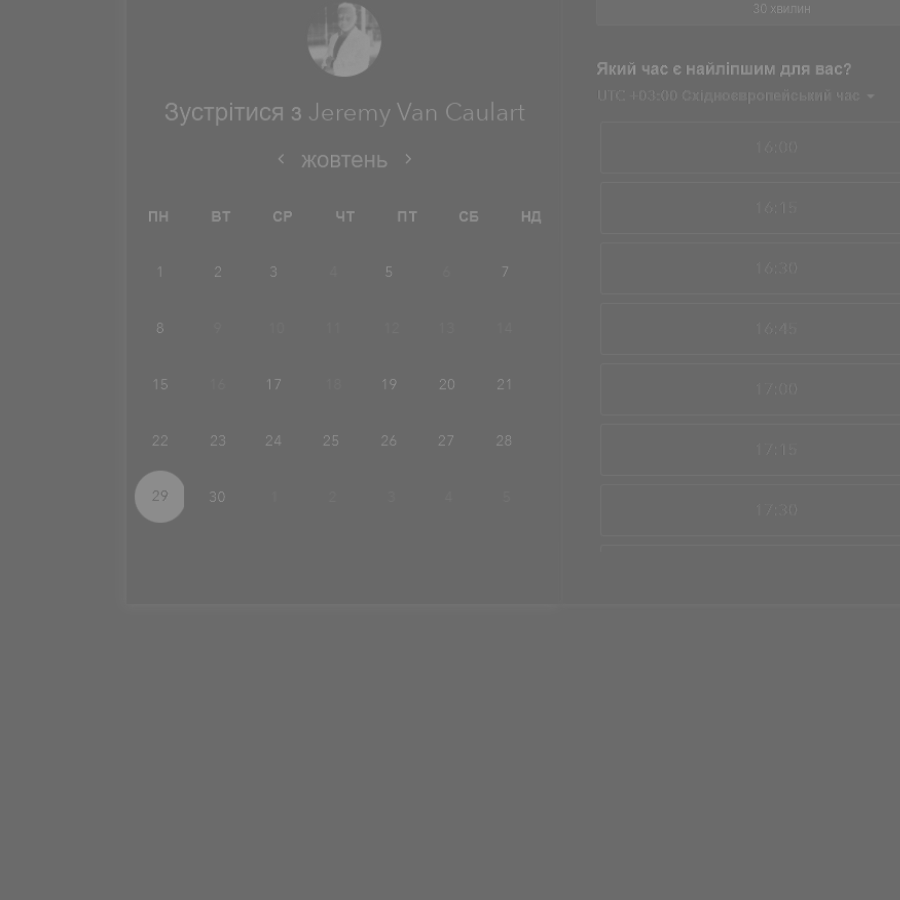 Зустрітися з Jeremy Van Caulart
жовтень
ПН ВТ СР ЧТ ПТ СБ НД
1 2 3 4 5 6 7
8 9 10 11 12 13 14
15 16 17 18 19 20 21
22 23 24 25 26 27 28
29 30 1 2 3 4 5
30 хвилин
Який час є найліпшим для вас?
UTC +03:00 Східноєвропейський час
16:00
16:15
16:30
16:45
17:00
17:15
17:30